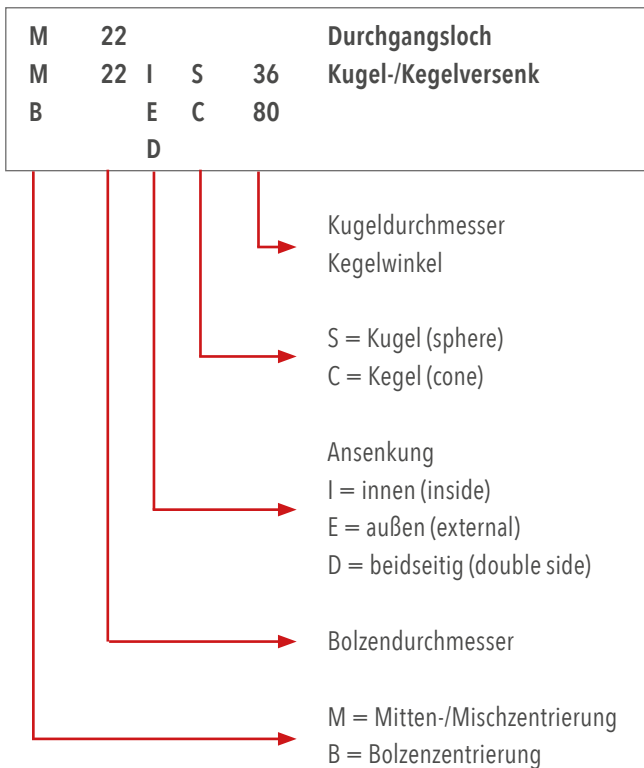 M 22 Durchgangsloch
M 22 I S 36 Kugel-/Kegelversenk
B E C 80
D
Kugeldurchmesser
Kegelwinkel
S = Kugel (sphere)
C = Kegel (cone)
Ansenkung
I = innen (inside)
E = außen (external)
D = beidseitig (double side)
Bolzendurchmesser
M = Mitten-/Mischzentrierung
B = Bolzenzentrierung